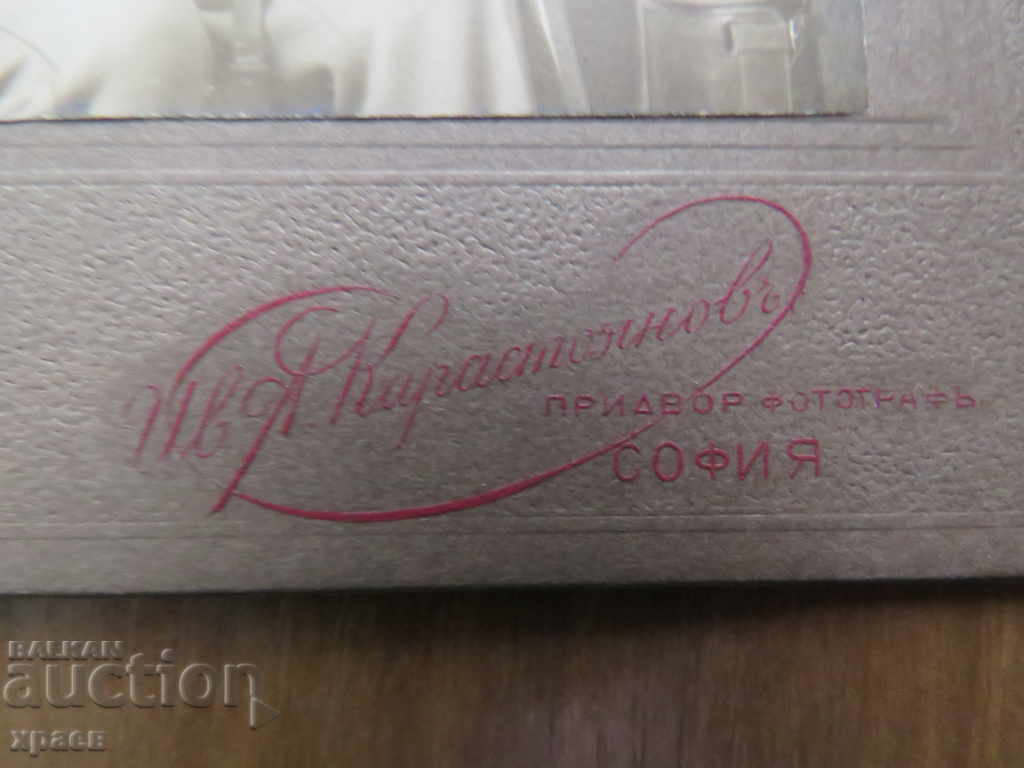 Ив. А. Карастояновъ
ПРИДВОР. ФОТОГРАФЪ.
СОФИЯ
BALKAN
auction
храев